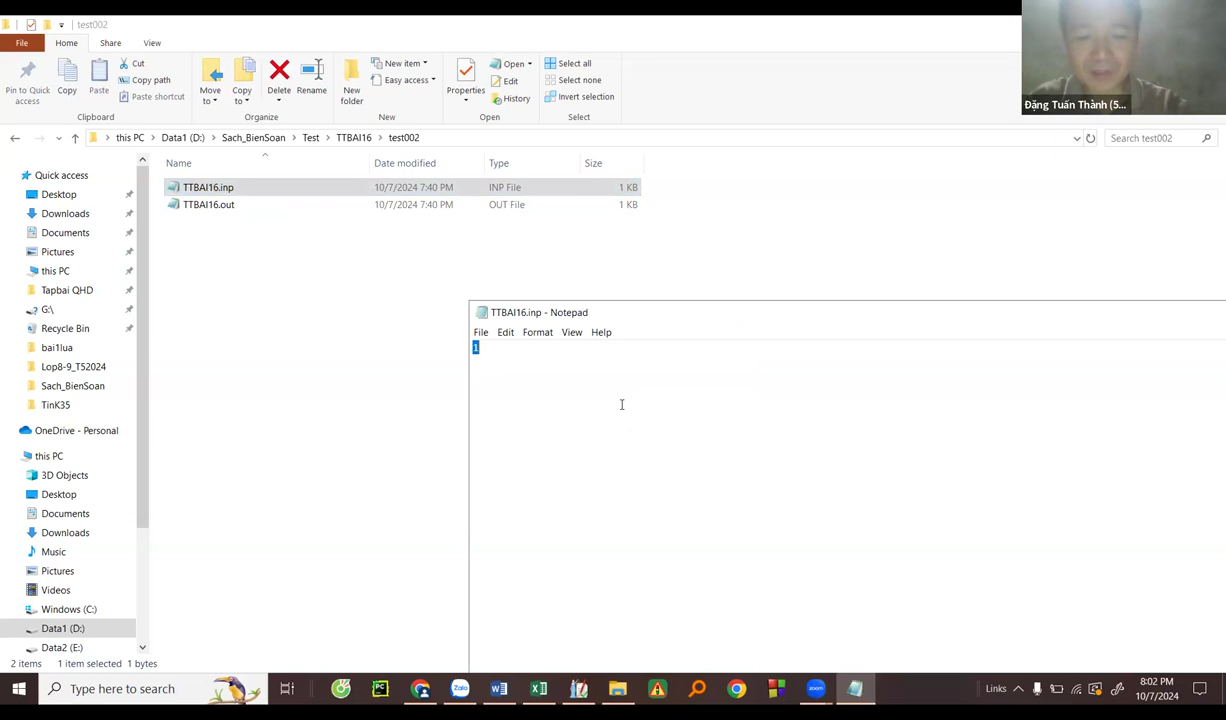 test002
File
Home
Share
View
Pin to Quick access
Copy
Paste
Cut
Copy path
Paste shortcut
Clipboard
Move to
Copy to
Delete
Rename
Organize
New folder
New item
Easy access
New
Properties
Open
Edit
History
Open
Select all
Select none
Invert selection
Select
Đặng Tuấn Thành (5...
this PC > Data1 (D:) > Sach_BienSoan > Test > TTBAI16 > test002
Search test002
Name Date modified Type Size
TTBAI16.inp 10/7/2024 7:40 PM INP File 1 KB
TTBAI16.out 10/7/2024 7:40 PM OUT File 1 KB
Quick access
Desktop
Downloads
Documents
Pictures
this PC
Tapbai QHD
G:\
Recycle Bin
bai1lua
Lop8-9_T52024
Sach_BienSoan
TinK35
OneDrive - Personal
this PC
3D Objects
Desktop
Documents
Downloads
Music
Pictures
Videos
Windows (C:)
Data1 (D:)
Data2 (E:)
2 items 1 item selected 1 bytes
TTBAI16.inp - Notepad
File Edit Format View Help
1
Type here to search
PC
Zalo
zoom
Links
8:02 PM
10/7/2024